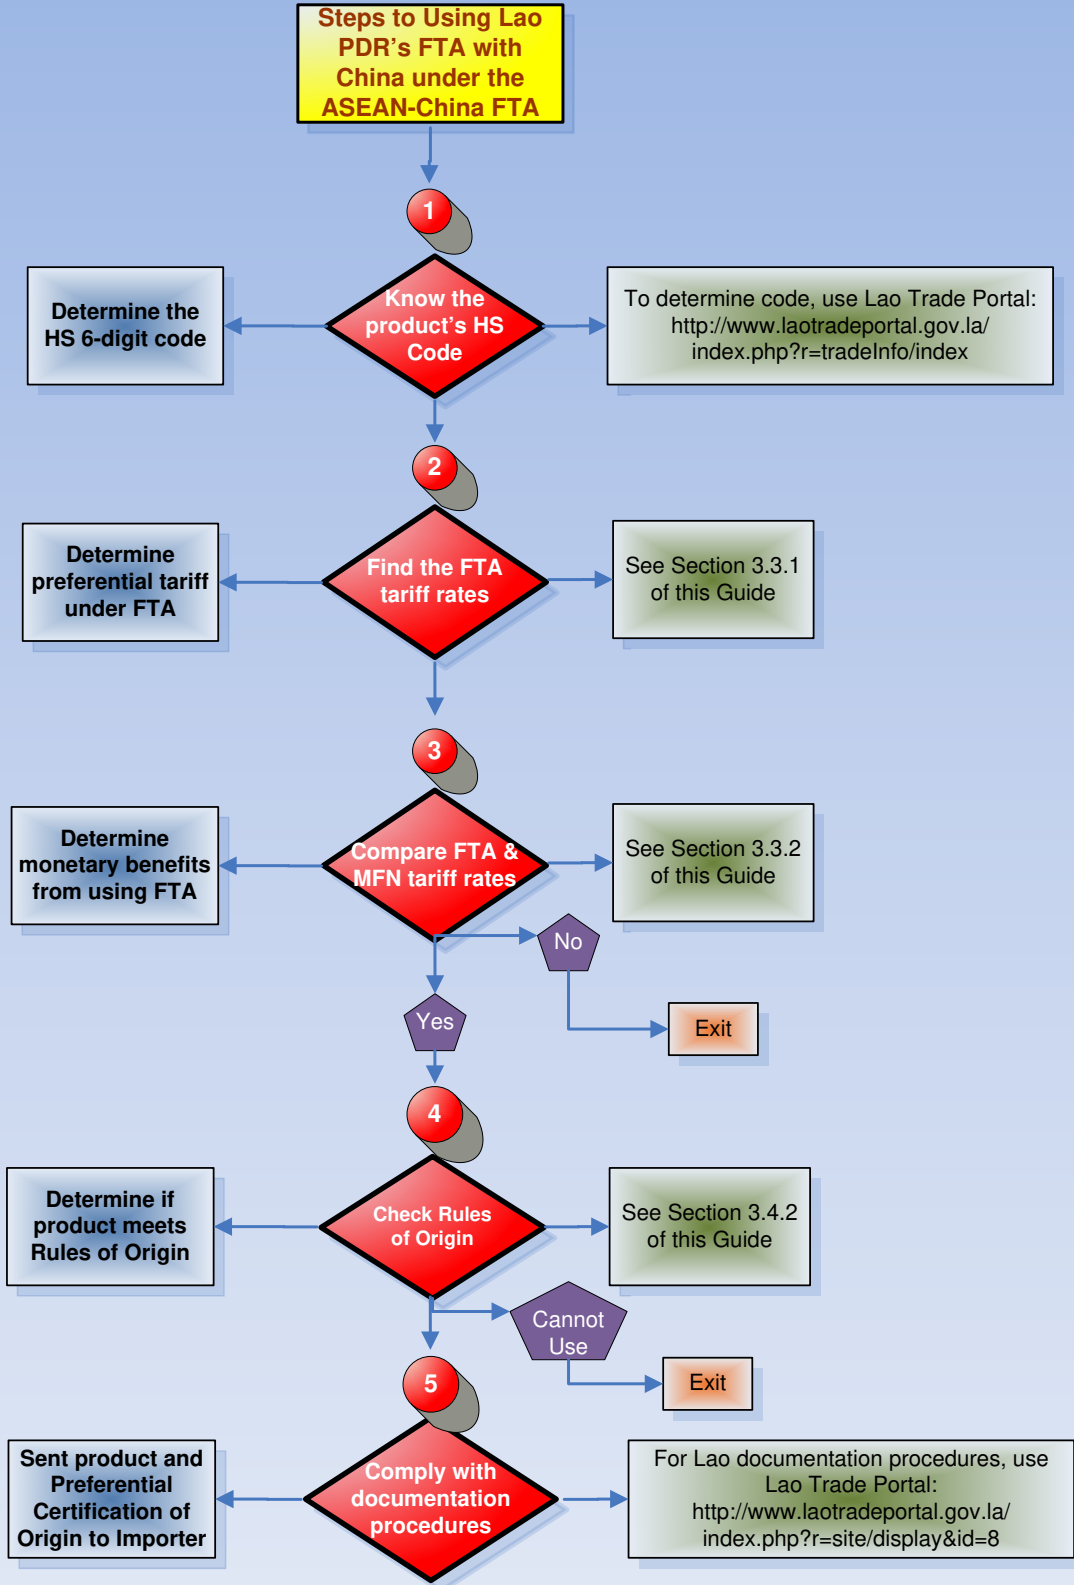 Steps to Using Lao
PDR's FTA with
China under the
ASEAN-China FTA
1
Determine the
HS 6-digit code
Know the
product's HS
Code
To determine code, use Lao Trade Portal:
http://www.laotradeportal.gov.la/
index.php?r=tradeInfo/index
2
Determine
preferential tariff
under FTA
Find the FTA
tariff rates
See Section 3.3.1
of this Guide
3
Determine
monetary benefits
from using FTA
Compare FTA &
MFN tariff rates
See Section 3.3.2
of this Guide
No
Yes
Exit
4
Determine if
product meets
Rules of Origin
Check Rules
of Origin
See Section 3.4.2
of this Guide
Cannot
Use
Exit
5
Sent product and
Preferential
Certification of
Origin to Importer
Comply with
documentation
procedures
For Lao documentation procedures, use
Lao Trade Portal:
http://www.laotradeportal.gov.la/
index.php?r=site/display&id=8